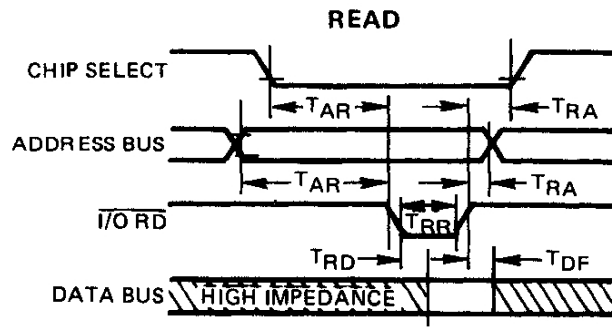 READ
CHIP SELECT
TAR
TRA
ADDRESS BUS
TAR
TRA
I/O RD
TRR
TRD
TDF
DATA BUS
HIGH IMPEDANCE